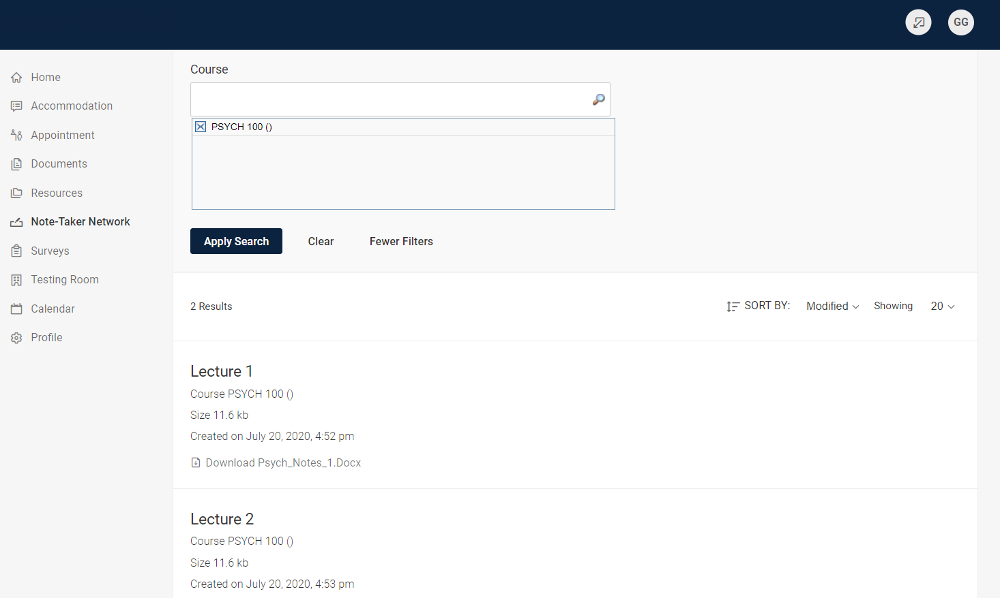 GG
Home
Accommodation
Appointment
Documents
Resources
Note-Taker Network
Surveys
Testing Room
Calendar
Profile
Course
PSYCH 100 ()
Apply Search Clear Fewer Filters
2 Results SORT BY: Modified Showing 20
Lecture 1
Course PSYCH 100 ()
Size 11.6 kb
Created on July 20, 2020, 4:52 pm
Download Psych_Notes_1.Docx
Lecture 2
Course PSYCH 100 ()
Size 11.6 kb
Created on July 20, 2020, 4:53 pm